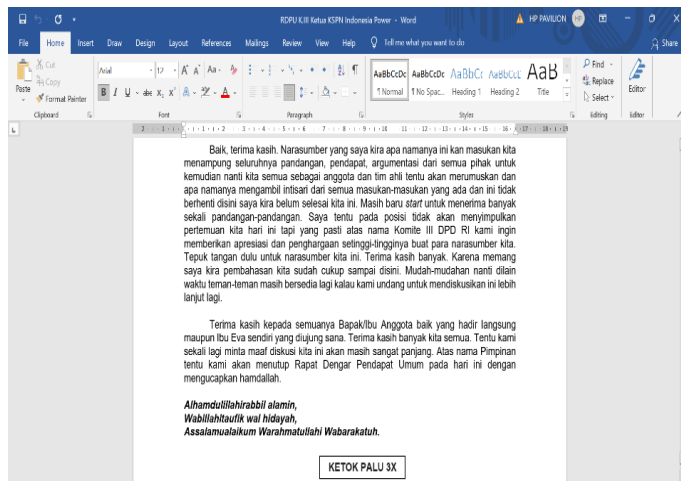 RDPU K.III Ketua KSPN Indonesia Power - Word
HP PAVILION
HP
File Home Insert Draw Design Layout References Mailings Review View Help Tell me what you want to do
Share
Paste
Cut
Copy
Format Painter
Clipboard
Arial
12
Font
Paragraph
AaBbCcDc AaBbCcDc AaBbCc AaBbCcC AaB
¶ Normal ¶ No Spac... Heading 1 Heading 2 Title
Styles
Find
Replace
Select
Editing
Editor
Editor
Baik, terima kasih. Narasumber yang saya kira apa namanya ini kan masukan kita
menampung seluruhnya pandangan, pendapat, argumentasi dari semua pihak untuk
kemudian nanti kita semua sebagai anggota dan tim ahli tentu akan merumuskan dan
apa namanya mengambil intisari dari semua masukan-masukan yang ada dan ini tidak
berhenti disini saya kira belum selesai kita ini. Masih baru start untuk menerima banyak
sekali pandangan-pandangan. Saya tentu pada posisi tidak akan menyimpulkan
pertemuan kita hari ini tapi yang pasti atas nama Komite III DPD RI kami ingin
memberikan apresiasi dan penghargaan setinggi-tingginya buat para narasumber kita.
Tepuk tangan dulu untuk narasumber kita ini. Terima kasih banyak. Karena memang
saya kira pembahasan kita sudah cukup sampai disini. Mudah-mudahan nanti dilain
waktu teman-teman masih bersedia lagi kalau kami undang untuk mendiskusikan ini lebih
lanjut lagi.
Terima kasih kepada semuanya Bapak/Ibu Anggota baik yang hadir langsung
maupun Ibu Eva sendiri yang diujung sana. Terima kasih banyak kita semua. Tentu kami
sekali lagi minta maaf diskusi kita ini akan masih sangat panjang. Atas nama Pimpinan
tentu kami akan menutup Rapat Dengar Pendapat Umum pada hari ini dengan
mengucapkan hamdallah.
Alhamdulillahirabbil alamin,
Wabillahitaufik wal hidayah,
Assalamualaikum Warahmatullahi Wabarakatuh.
KETOK PALU 3X